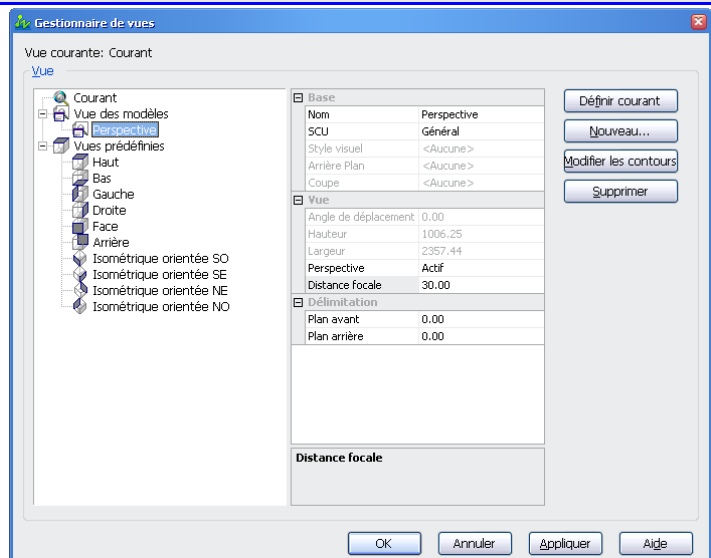 Gestionnaire de vues
Vue courante: Courant
Vue
Courant
Vue des modèles
Perspective
Vues prédéfinies
Haut
Bas
Gauche
Droite
Face
Arrière
Isométrique orientée SO
Isométrique orientée SE
Isométrique orientée NE
Isométrique orientée NO
Base
Nom Perspective
SCU Général
Style visuel <Aucune>
Arrière Plan <Aucune>
Coupe <Aucune>
Vue
Angle de déplacement 0.00
Hauteur 1006.25
Largeur 2357.44
Perspective Actif
Distance focale 30.00
Délimitation
Plan avant 0.00
Plan arrière 0.00
Distance focale
Définir courant
Nouveau...
Modifier les contours
Supprimer
OK Annuler Appliquer Aide